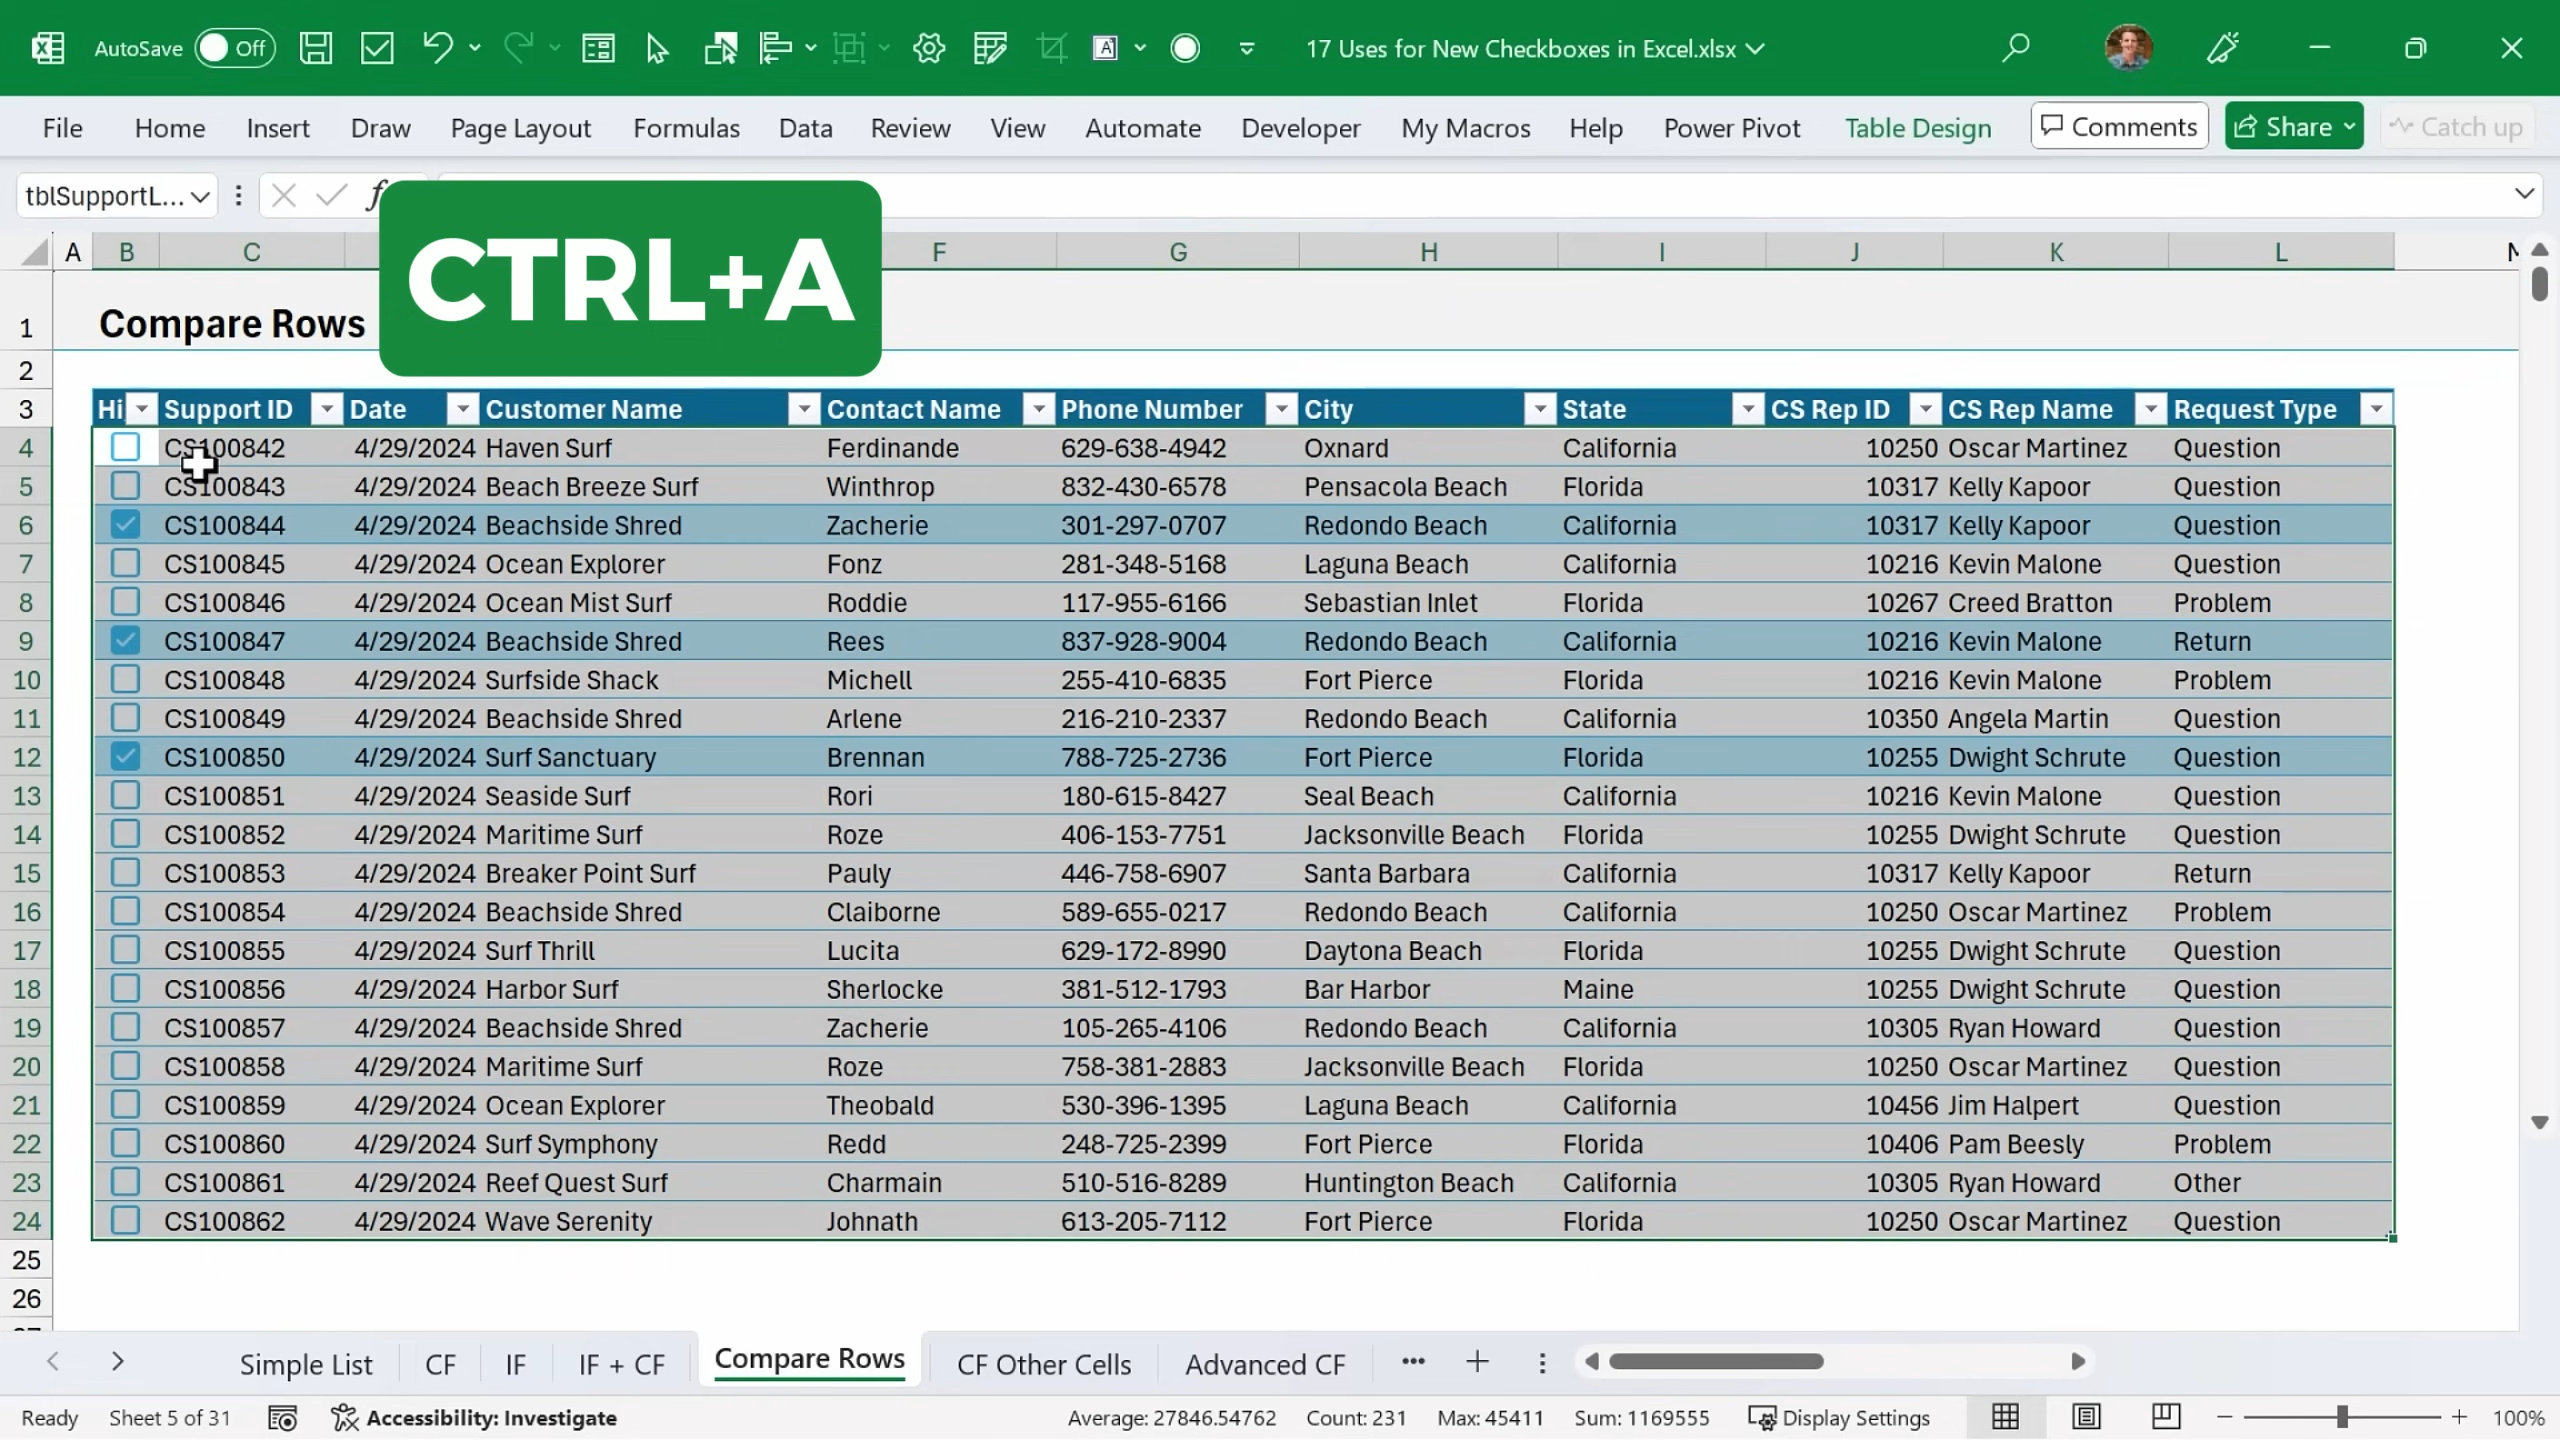 AutoSave Off 17 Uses for New Checkboxes in Excel.xlsx
File Home Insert Draw Page Layout Formulas Data Review View Automate Developer My Macros Help Power Pivot Table Design Comments Share Catch up
tblSupportL...
CTRL+A
A B C F G H I J K L
1 Compare Rows
2
3 Hi Support ID Date Customer Name Contact Name Phone Number City State CS Rep ID CS Rep Name Request Type
4 CS100842 4/29/2024 Haven Surf Ferdinande 629-638-4942 Oxnard California 10250 Oscar Martinez Question
5 CS100843 4/29/2024 Beach Breeze Surf Winthrop 832-430-6578 Pensacola Beach Florida 10317 Kelly Kapoor Question
6 CS100844 4/29/2024 Beachside Shred Zacherie 301-297-0707 Redondo Beach California 10317 Kelly Kapoor Question
7 CS100845 4/29/2024 Ocean Explorer Fonz 281-348-5168 Laguna Beach California 10216 Kevin Malone Question
8 CS100846 4/29/2024 Ocean Mist Surf Roddie 117-955-6166 Sebastian Inlet Florida 10267 Creed Bratton Problem
9 CS100847 4/29/2024 Beachside Shred Rees 837-928-9004 Redondo Beach California 10216 Kevin Malone Return
10 CS100848 4/29/2024 Surfside Shack Michell 255-410-6835 Fort Pierce Florida 10216 Kevin Malone Problem
11 CS100849 4/29/2024 Beachside Shred Arlene 216-210-2337 Redondo Beach California 10350 Angela Martin Question
12 CS100850 4/29/2024 Surf Sanctuary Brennan 788-725-2736 Fort Pierce Florida 10255 Dwight Schrute Question
13 CS100851 4/29/2024 Seaside Surf Rori 180-615-8427 Seal Beach California 10216 Kevin Malone Question
14 CS100852 4/29/2024 Maritime Surf Roze 406-153-7751 Jacksonville Beach Florida 10255 Dwight Schrute Question
15 CS100853 4/29/2024 Breaker Point Surf Pauly 446-758-6907 Santa Barbara California 10317 Kelly Kapoor Return
16 CS100854 4/29/2024 Beachside Shred Claiborne 589-655-0217 Redondo Beach California 10250 Oscar Martinez Problem
17 CS100855 4/29/2024 Surf Thrill Lucita 629-172-8990 Daytona Beach Florida 10255 Dwight Schrute Question
18 CS100856 4/29/2024 Harbor Surf Sherlocke 381-512-1793 Bar Harbor Maine 10255 Dwight Schrute Question
19 CS100857 4/29/2024 Beachside Shred Zacherie 105-265-4106 Redondo Beach California 10305 Ryan Howard Question
20 CS100858 4/29/2024 Maritime Surf Roze 758-381-2883 Jacksonville Beach Florida 10250 Oscar Martinez Question
21 CS100859 4/29/2024 Ocean Explorer Theobald 530-396-1395 Laguna Beach California 10456 Jim Halpert Question
22 CS100860 4/29/2024 Surf Symphony Redd 248-725-2399 Fort Pierce Florida 10406 Pam Beesly Problem
23 CS100861 4/29/2024 Reef Quest Surf Charmain 510-516-8289 Huntington Beach California 10305 Ryan Howard Other
24 CS100862 4/29/2024 Wave Serenity Johnath 613-205-7112 Fort Pierce Florida 10250 Oscar Martinez Question
25
26
Simple List CF IF IF + CF Compare Rows CF Other Cells Advanced CF ...
Ready Sheet 5 of 31 Accessibility: Investigate Average: 27846.54762 Count: 231 Max: 45411 Sum: 1169555 Display Settings 100%